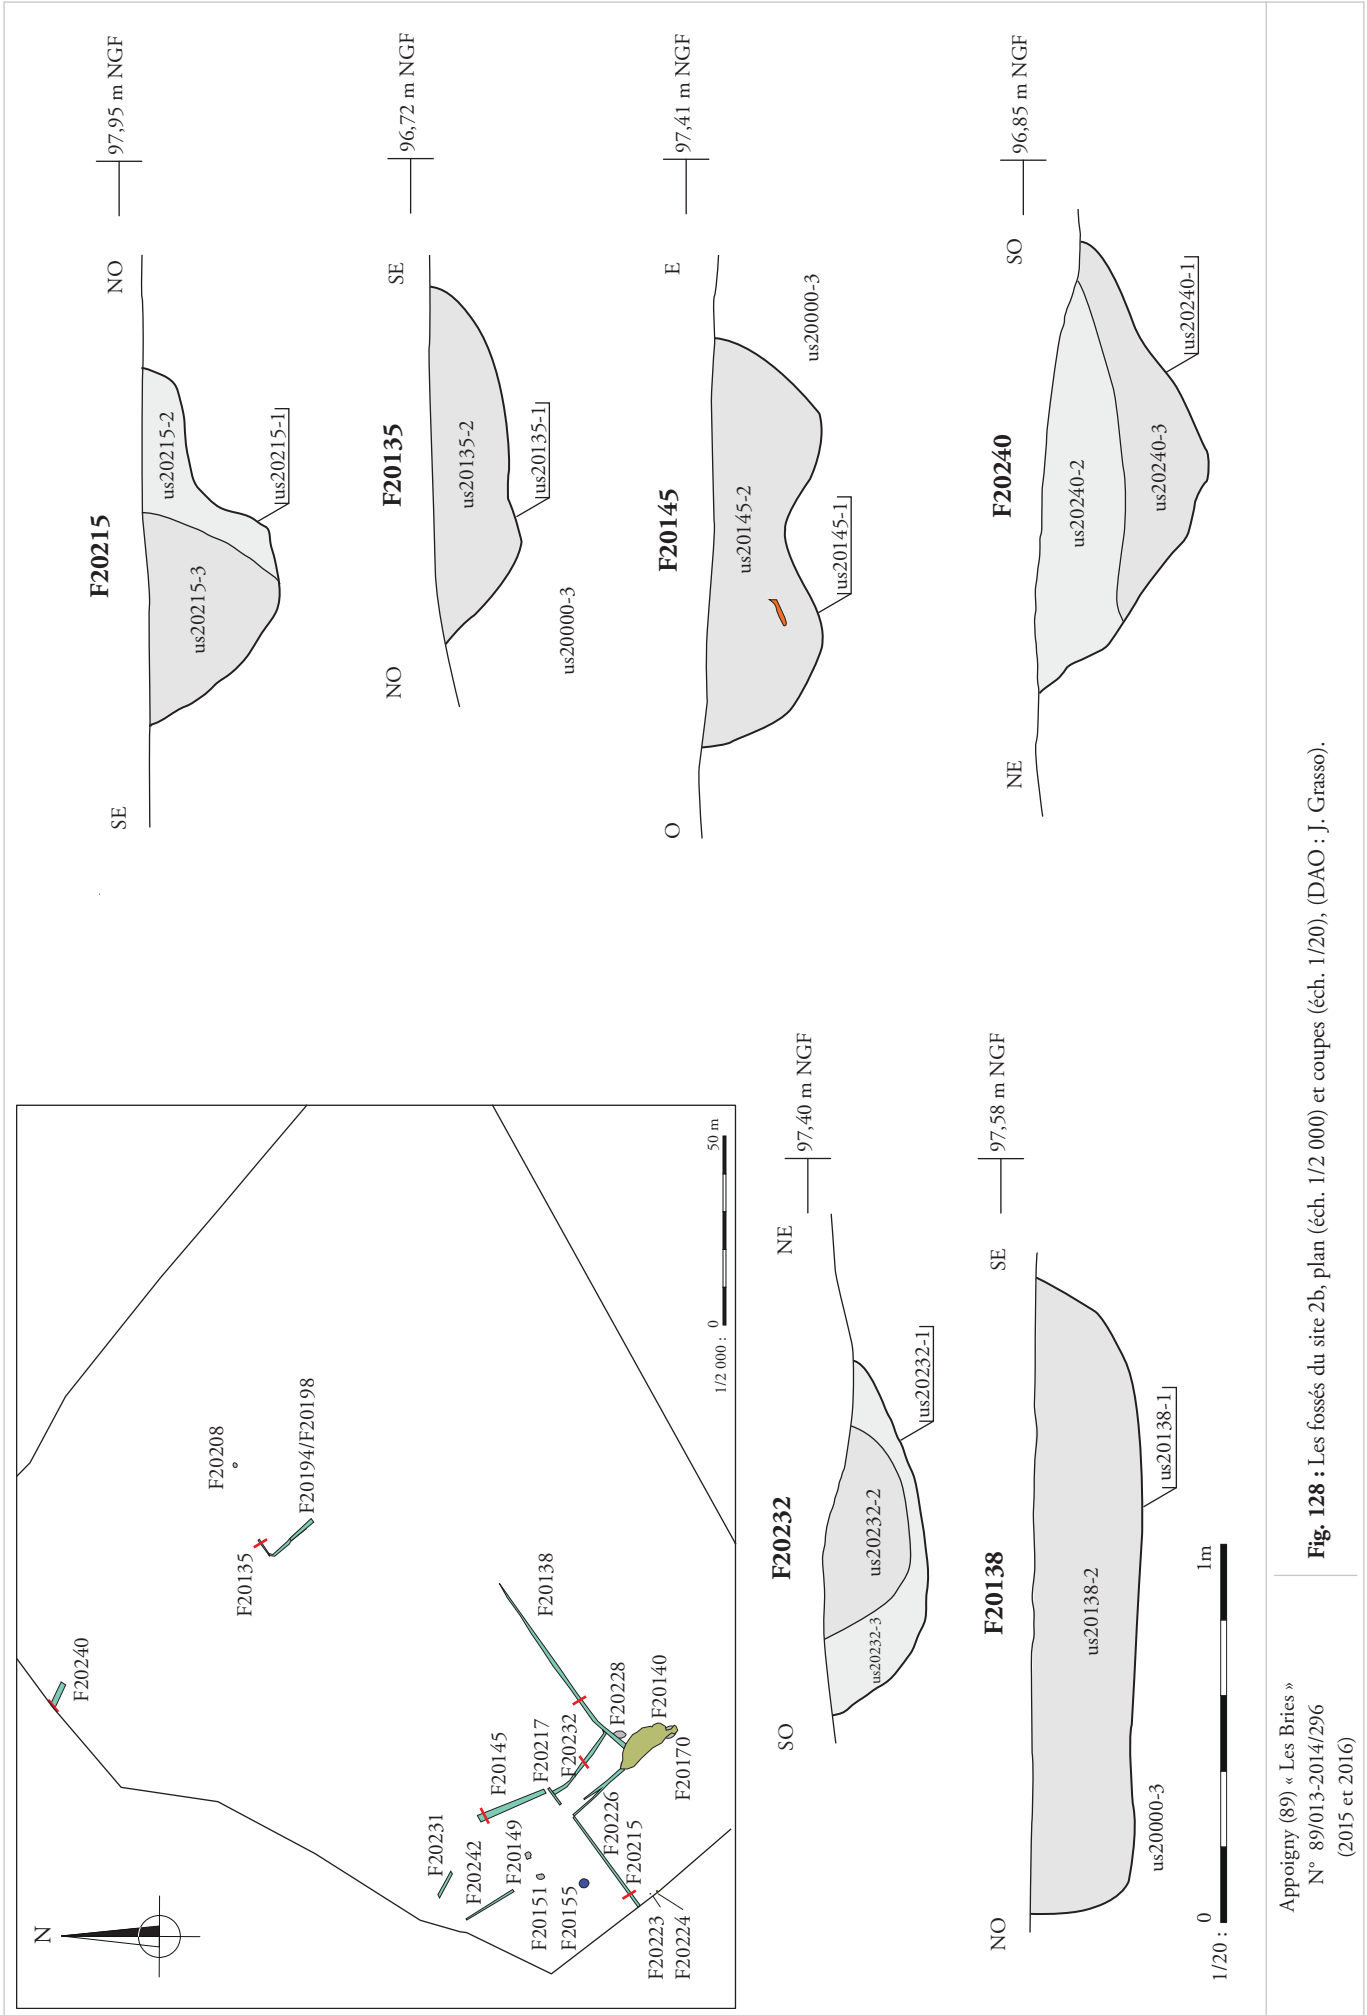 N
F20240
F20208
F20135
F20194/F20198
F20231
F20145
F20242
F20217
F20138
F20149
F20232
F20151
F20228
F20155
F20226
F20140
F20215
F20170
F20223
F20224
1/2 000 :
0
50 m
F20215
SE
NO
97,95 m NGF
us20215-3
us20215-2
us20215-1
F20135
NO
SE
96,72 m NGF
us20135-2
us20135-1
us20000-3
F20145
O
E
97,41 m NGF
us20145-2
us20145-1
us20000-3
F20240
NE
SO
96,85 m NGF
us20240-2
us20240-3
us20240-1
F20232
SO
NE
97,40 m NGF
us20232-3
us20232-2
us20232-1
F20138
NO
SE
97,58 m NGF
us20138-2
us20138-1
us20000-3
1/20 :
0
1m
Appoigny (89) « Les Bries »
N° 89/013-2014/296
(2015 et 2016)
Fig. 128 : Les fossés du site 2b, plan (éch. 1/2 000) et coupes (éch. 1/20), (DAO : J. Grasso).